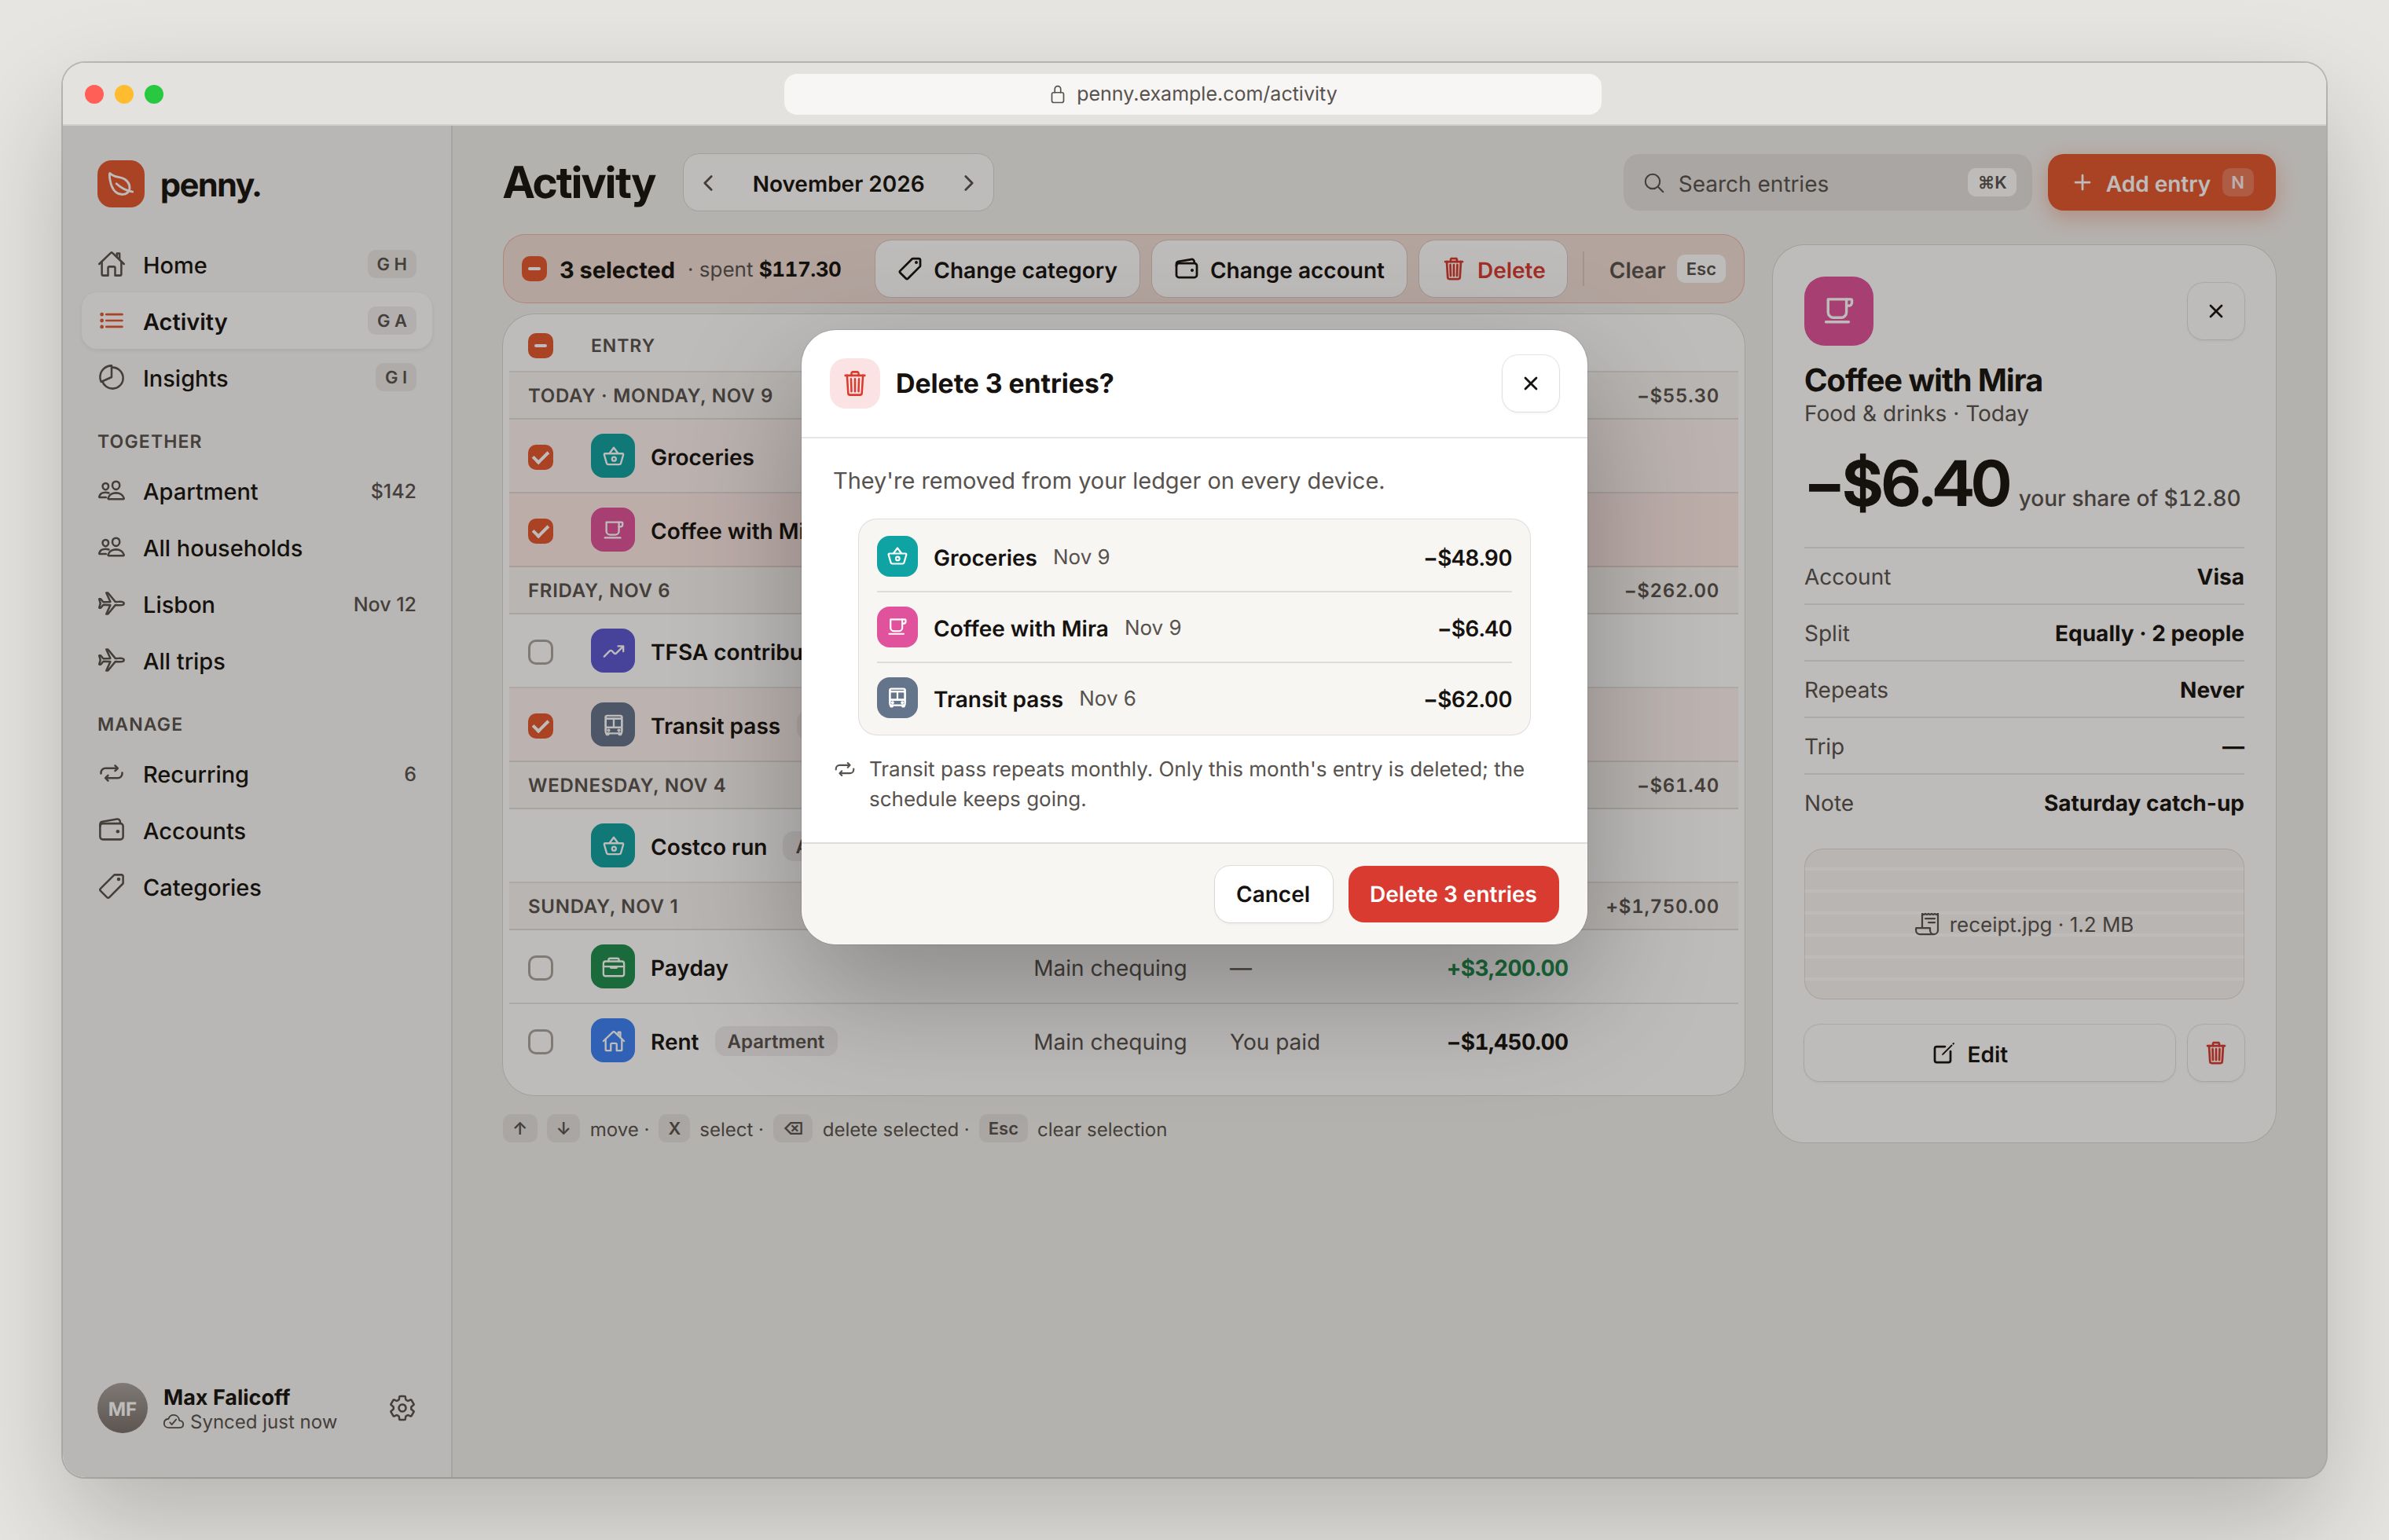 penny.example.com/activity
penny.
Home G H
Activity G A
Insights G I
TOGETHER
Apartment $142
All households
Lisbon Nov 12
All trips
MANAGE
Recurring 6
Accounts
Categories
MF
Max Falicoff
Synced just now
Activity
November 2026
Search entries ⌘K
+ Add entry N
3 selected · spent $117.30
Change category
Change account
Delete
Clear Esc
ENTRY
TODAY · MONDAY, NOV 9 −$55.30
Groceries
Coffee with Mi
FRIDAY, NOV 6 −$262.00
TFSA contribu
Transit pass
WEDNESDAY, NOV 4 −$61.40
Costco run
SUNDAY, NOV 1 +$1,750.00
Payday Main chequing — +$3,200.00
Rent Apartment Main chequing You paid −$1,450.00
↑ ↓ move · X select · ⌫ delete selected · Esc clear selection
Delete 3 entries?
They're removed from your ledger on every device.
Groceries Nov 9 −$48.90
Coffee with Mira Nov 9 −$6.40
Transit pass Nov 6 −$62.00
Transit pass repeats monthly. Only this month's entry is deleted; the
schedule keeps going.
Cancel
Delete 3 entries
Coffee with Mira
Food & drinks · Today
−$6.40 your share of $12.80
Account Visa
Split Equally · 2 people
Repeats Never
Trip —
Note Saturday catch-up
receipt.jpg · 1.2 MB
Edit